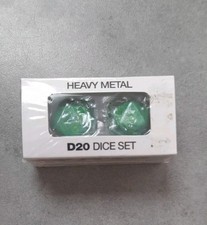 HEAVY METAL
D20 DICE SET